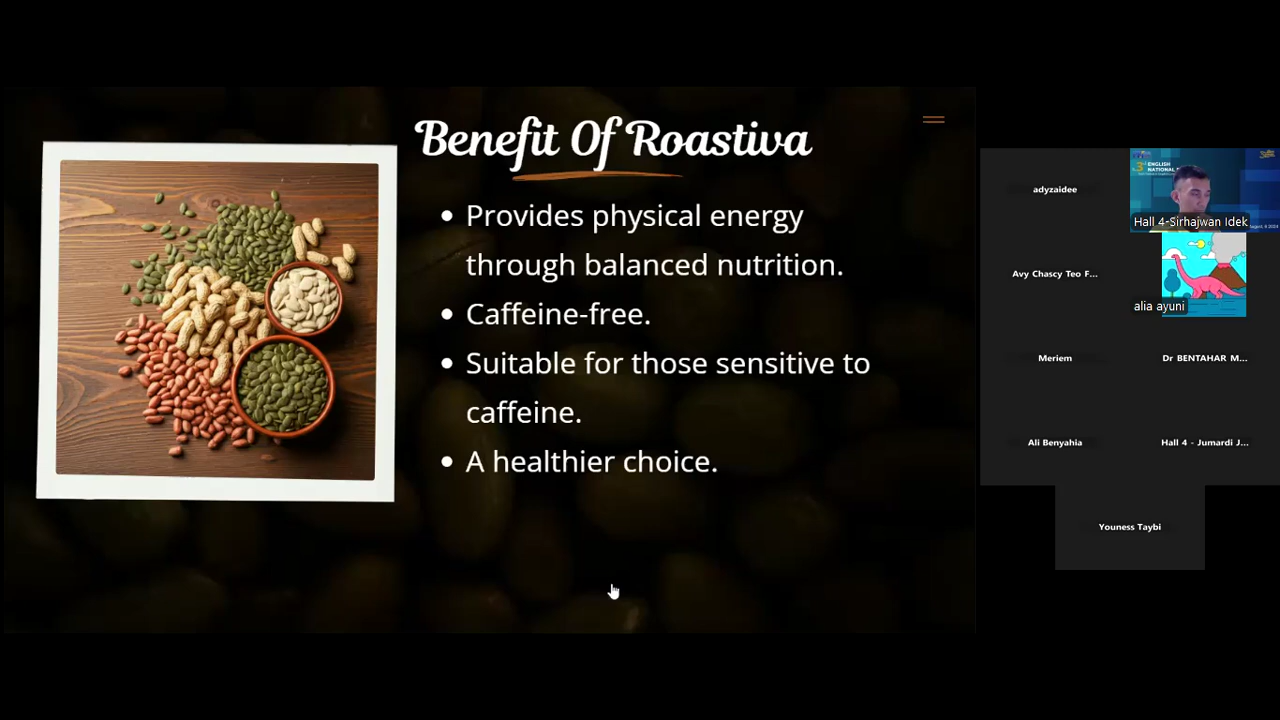 Benefit Of Roastiva
• Provides physical energy
through balanced nutrition.
• Caffeine-free.
• Suitable for those sensitive to
caffeine.
• A healthier choice.
adyzaidee
ENGLISH
NATIONAL
Hall 4-Sirhajwan Idek
Avy Chascy Teo F...
alia ayuni
Meriem
Dr BENTAHAR M...
Ali Benyahia
Hall 4 - Jumardi J...
Youness Taybi